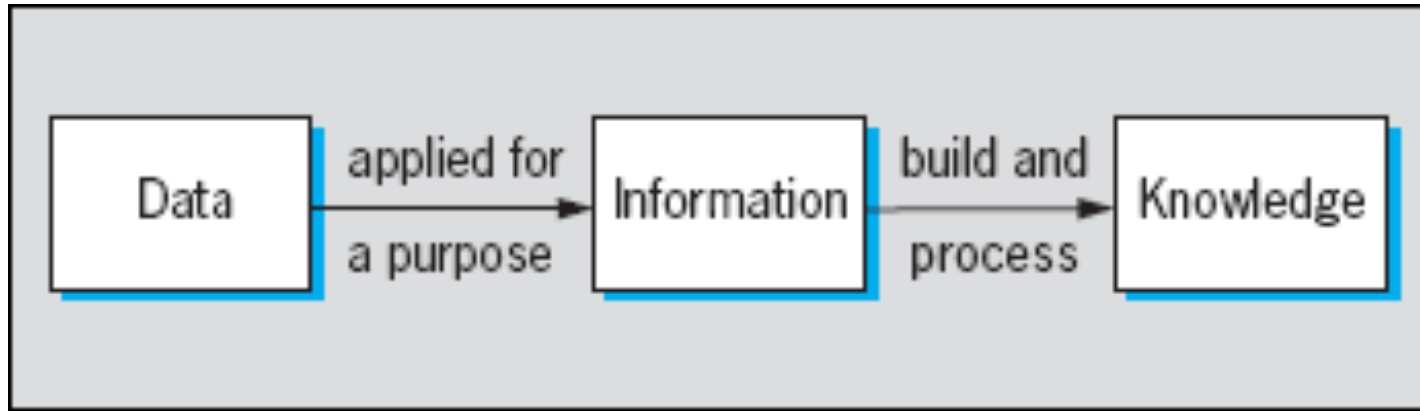 Data
applied for
a purpose
Information
build and
process
Knowledge